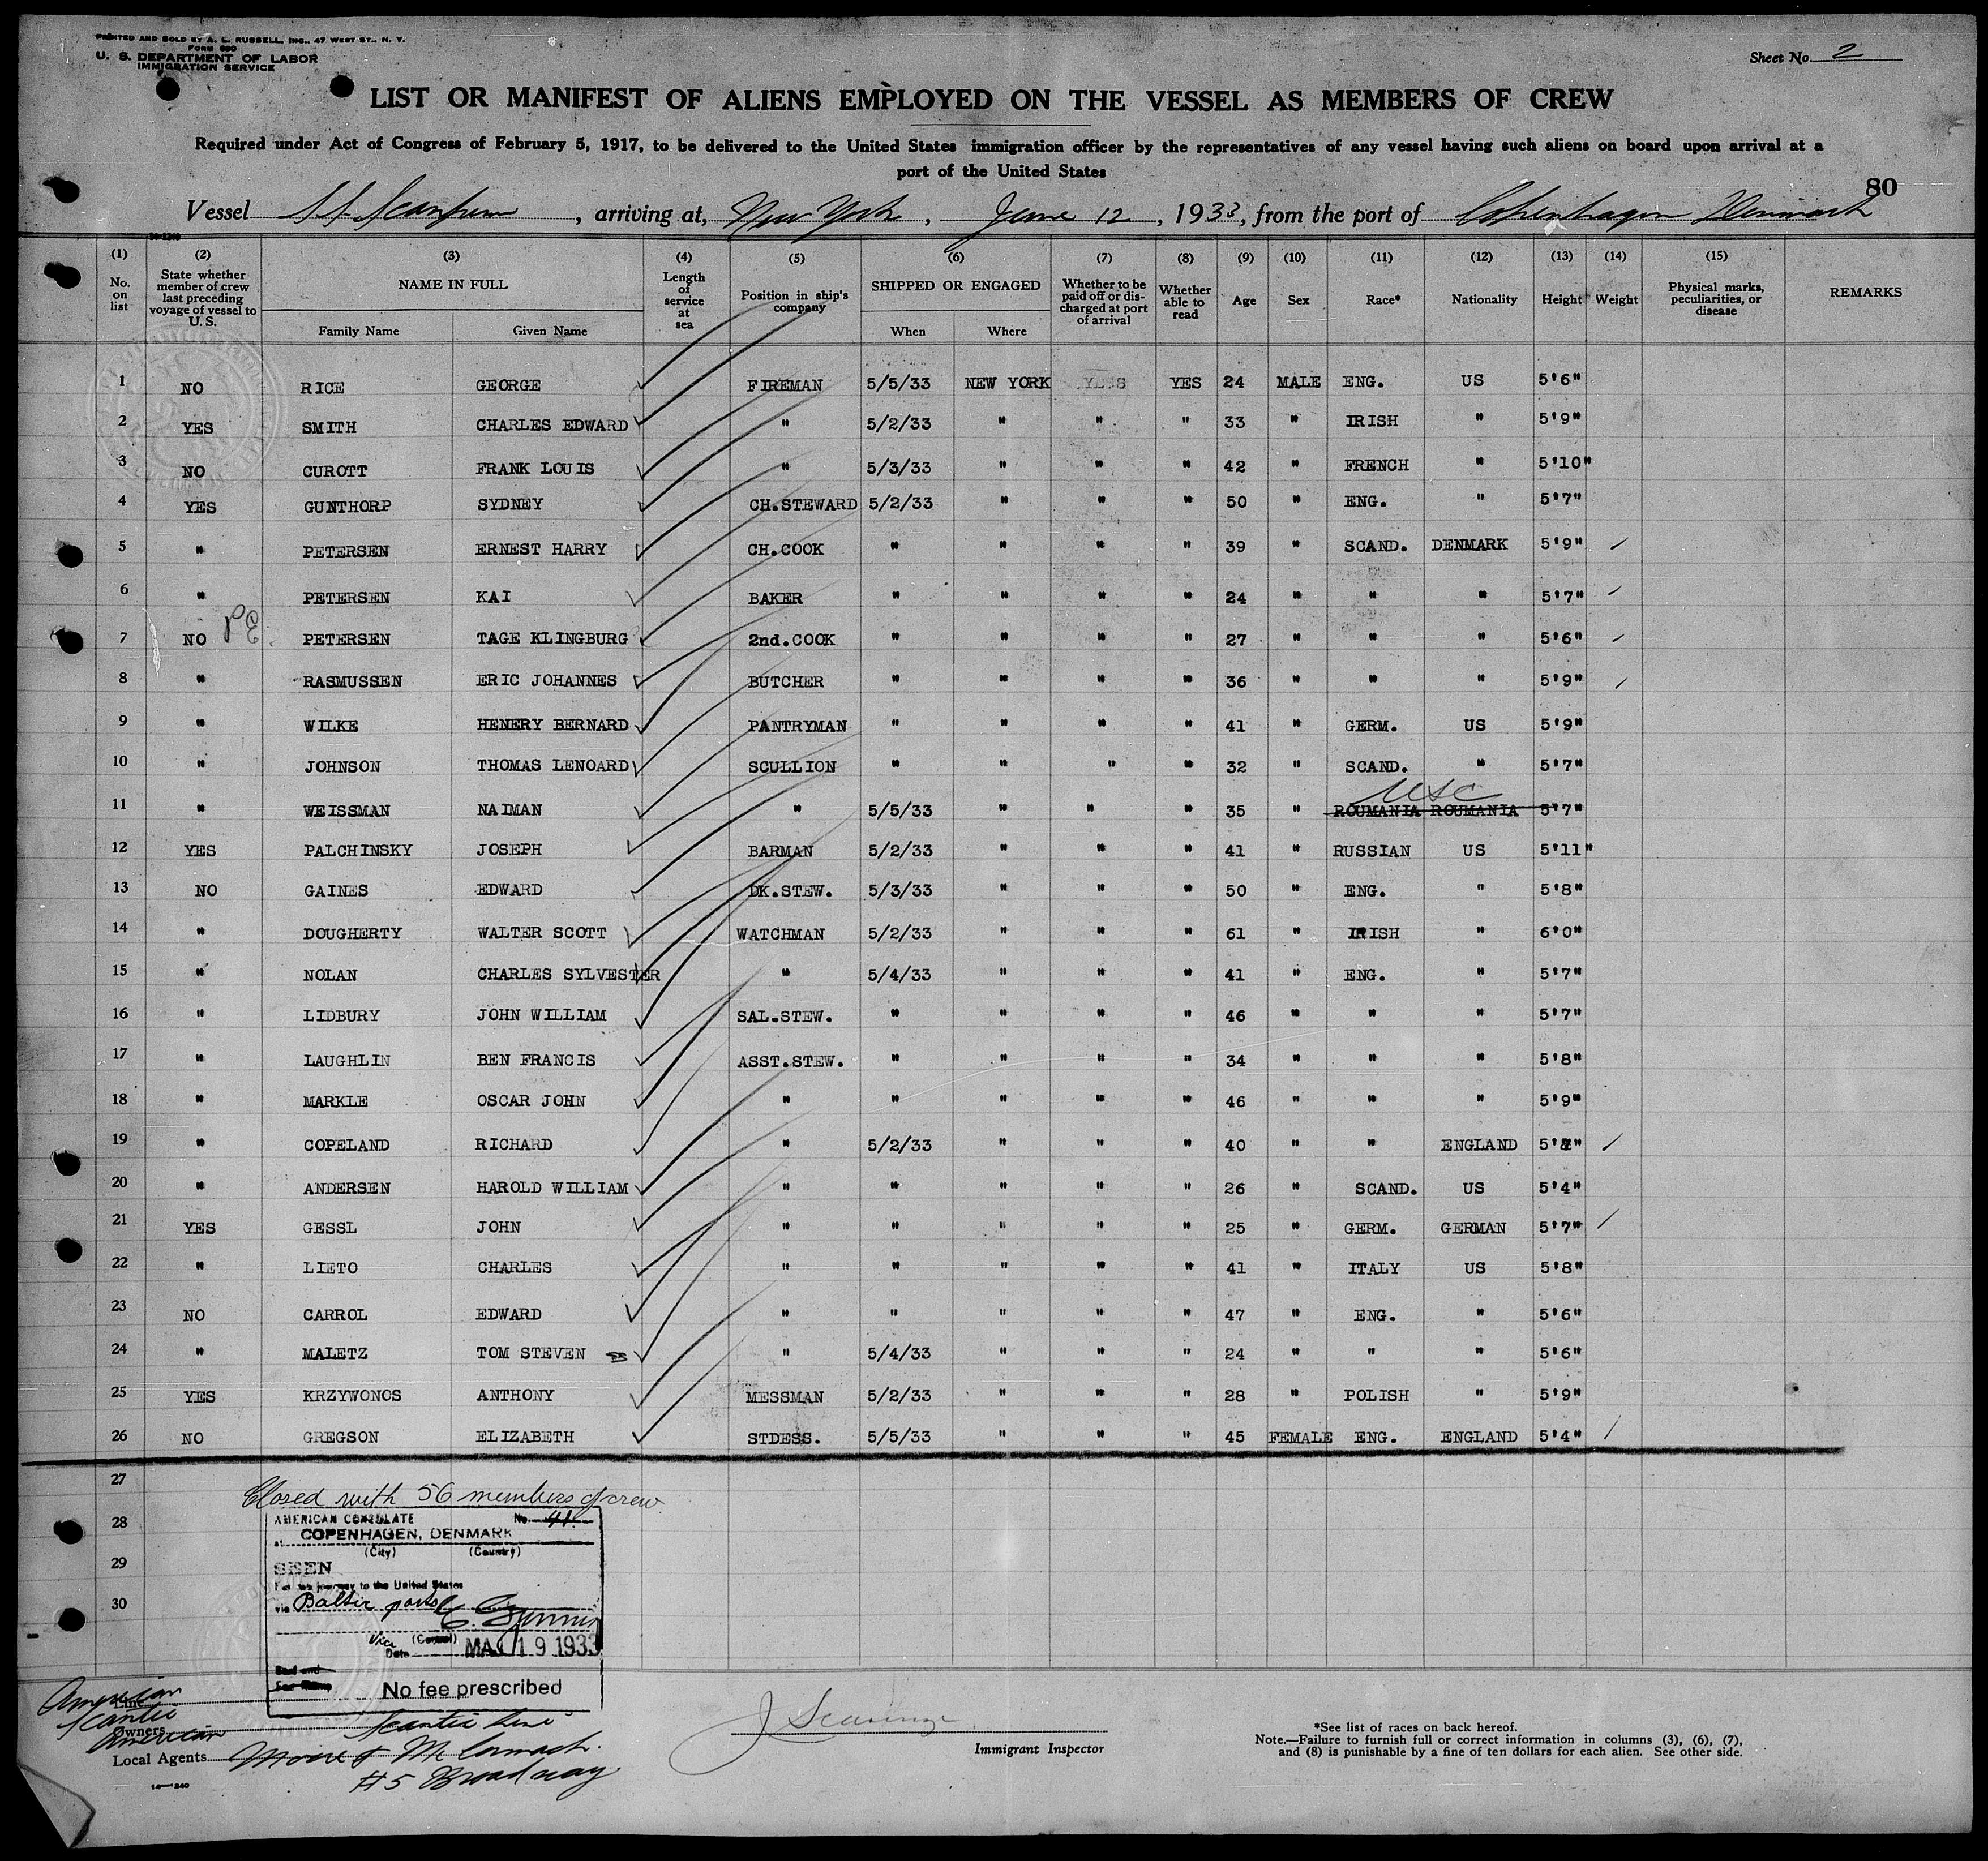 PRINTED AND SOLD BY A. L. RUSSELL, INC., 47 WEST ST., N. Y.
FORM 680
U. S. DEPARTMENT OF LABOR
IMMIGRATION SERVICE
Sheet No. 2
LIST OR MANIFEST OF ALIENS EMPLOYED ON THE VESSEL AS MEMBERS OF CREW
Required under Act of Congress of February 5, 1917, to be delivered to the United States immigration officer by the representatives of any vessel having such aliens on board upon arrival at a
port of the United States
80
Vessel S.S. Scanpenn, arriving at, New York, June 12, 1933, from the port of Copenhagen Denmark
(1) (2) (3) (4) (5) (6) (7) (8) (9) (10) (11) (12) (13) (14) (15)
No. on list State whether member of crew last preceding voyage of vessel to U. S. NAME IN FULL Length of service at sea Position in ship's company SHIPPED OR ENGAGED Whether to be paid off or discharged at port of arrival Whether able to read Age Sex Race* Nationality Height Weight Physical marks, peculiarities, or disease REMARKS
Family Name Given Name When Where
1 NO RICE GEORGE FIREMAN 5/5/33 NEW YORK YES YES 24 MALE ENG. US 5'6"
2 YES SMITH CHARLES EDWARD " 5/2/33 " " " 33 " IRISH " 5'9"
3 NO CUROTT FRANK LOUIS " 5/3/33 " " " 42 " FRENCH " 5'10"
4 YES GUNTHORP SYDNEY CH.STEWARD 5/2/33 " " " 50 " ENG. " 5'7"
5 " PETERSEN ERNEST HARRY CH.COOK " " " " 39 " SCAND. DENMARK 5'9"
6 " PETERSEN KAI BAKER " " " " 24 " " " 5'7"
7 NO PE PETERSEN TAGE KLINGBURG 2nd.COOK " " " " 27 " " " 5'6"
8 " RASMUSSEN ERIC JOHANNES BUTCHER " " " " 36 " " " 5'9"
9 " WILKE HENERY BERNARD PANTRYMAN " " " " 41 " GERM. US 5'9"
10 " JOHNSON THOMAS LENOARD SCULLION " " " " 32 " SCAND. " 5'7"
USC
11 " WEISSMAN NAIMAN " 5/5/33 " " " 35 " ROUMANIA ROUMANIA 5'7"
12 YES PALCHINSKY JOSEPH BARMAN 5/2/33 " " " 41 " RUSSIAN US 5'11"
13 NO GAINES EDWARD DK.STEW. 5/3/33 " " " 50 " ENG. " 5'8"
14 " DOUGHERTY WALTER SCOTT WATCHMAN 5/2/33 " " " 61 " IRISH " 6'0"
15 " NOLAN CHARLES SYLVESTER " 5/4/33 " " " 41 " ENG. " 5'7"
16 " LIDBURY JOHN WILLIAM SAL.STEW. " " " " 46 " " " 5'7"
17 " LAUGHLIN BEN FRANCIS ASST.STEW. " " " " 34 " " " 5'8"
18 " MARKLE OSCAR JOHN " " " " " 46 " " " 5'9"
19 " COPELAND RICHARD " 5/2/33 " " " 40 " " ENGLAND
20 " ANDERSEN HAROLD WILLIAM " " " " " 26 " SCAND. US 5'4"
21 YES GESSL JOHN " " " " " 25 " GERM. GERMAN 5'7"
22 " LIETO CHARLES " " " " " 41 " ITALY US 5'8"
23 NO CARROL EDWARD " " " " " 47 " ENG. " 5'6"
24 " MALETZ TOM STEVEN " 5/4/33 " " " 24 " " " 5'6"
25 YES KRZYWONOS ANTHONY MESSMAN 5/2/33 " " " 28 " POLISH " 5'9"
26 NO GREGSON ELIZABETH STDESS. 5/5/33 " " " 45 FEMALE ENG. ENGLAND 5'4"
27
Closed with 56 members of crew
28
AMERICAN CONSULATE No. 41
at COPENHAGEN, DENMARK
(City) (Country)
29
SEEN
For the journey to the United States
30
via Baltic ports
Vice (Consul)
Date MAY 19 1933
No fee prescribed
American Scantic Line
Line
Owners American Scantic Line
Local Agents Moore & McCormack
#5 Broadway
Immigrant Inspector
*See list of races on back hereof.
Note.—Failure to furnish full or correct information in columns (3), (6), (7),
and (8) is punishable by a fine of ten dollars for each alien. See other side.